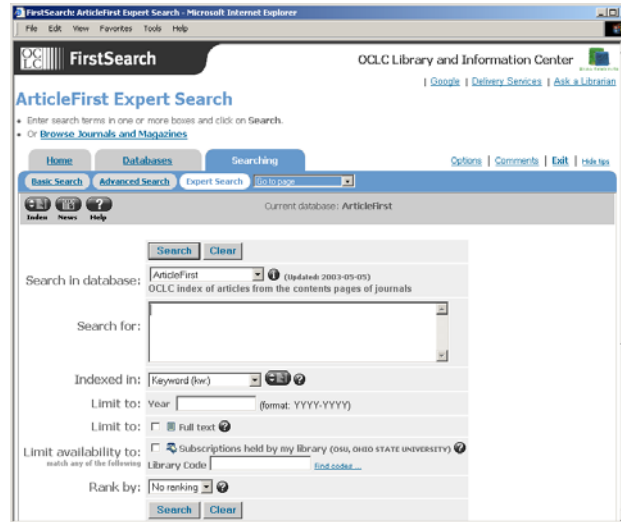 FirstSearch: ArticleFirst Expert Search - Microsoft Internet Explorer
File Edit View Favorites Tools Help
OCLC FirstSearch OCLC Library and Information Center
| Google | Delivery Services | Ask a Librarian
ArticleFirst Expert Search
• Enter search terms in one or more boxes and click on Search.
• Or Browse Journals and Magazines
Home Databases Searching Options | Comments | Exit | Hide tips
Basic Search Advanced Search Expert Search Go to page
Index News Help Current database: ArticleFirst
Search Clear
Search in database: ArticleFirst (Updated: 2003-05-05)
OCLC index of articles from the contents pages of journals
Search for:
Indexed in: Keyword (kw:)
Limit to: Year (format: YYYY-YYYY)
Limit to: Full text
Limit availability to: Subscriptions held by my library (OSU, OHIO STATE UNIVERSITY)
match any of the following Library Code Find codes ...
Rank by: No ranking
Search Clear